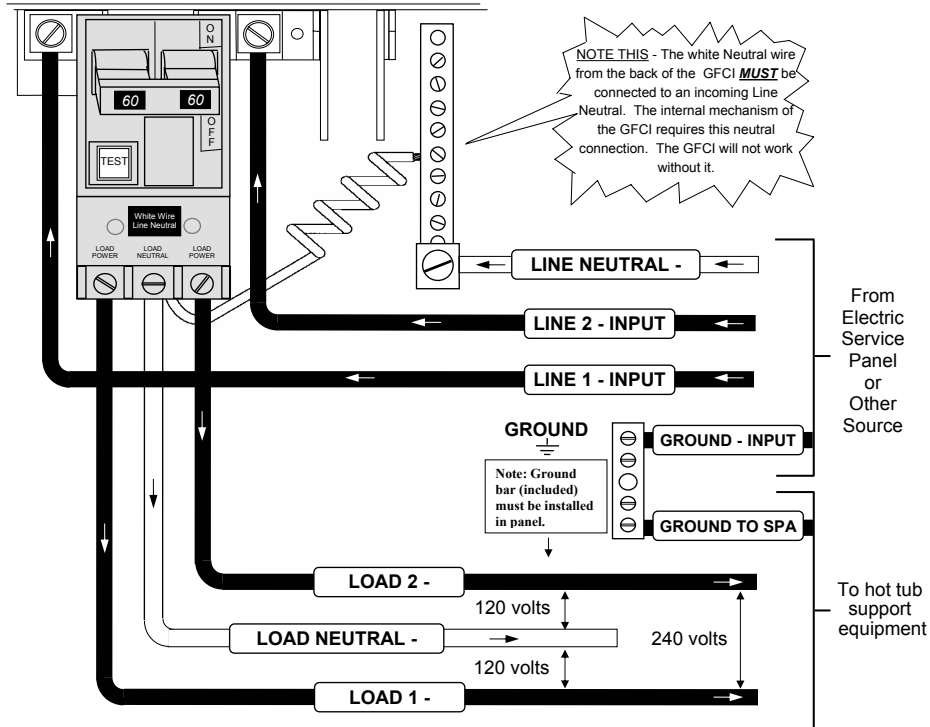 O
N
60
60
O
F
F
TEST
White Wire
Line Neutral
LOAD
POWER
LOAD
NEUTRAL
LOAD
POWER
NOTE THIS - The white Neutral wire
from the back of the GFCI MUST be
connected to an incoming Line
Neutral. The internal mechanism of
the GFCI requires this neutral
connection. The GFCI will not work
without it.
LINE NEUTRAL -
LINE 2 - INPUT
LINE 1 - INPUT
From
Electric
Service
Panel
or
Other
Source
GROUND
Note: Ground
bar (included)
must be installed
in panel.
GROUND - INPUT
GROUND TO SPA
LOAD 2 -
120 volts
LOAD NEUTRAL -
240 volts
120 volts
LOAD 1 -
To hot tub
support
equipment